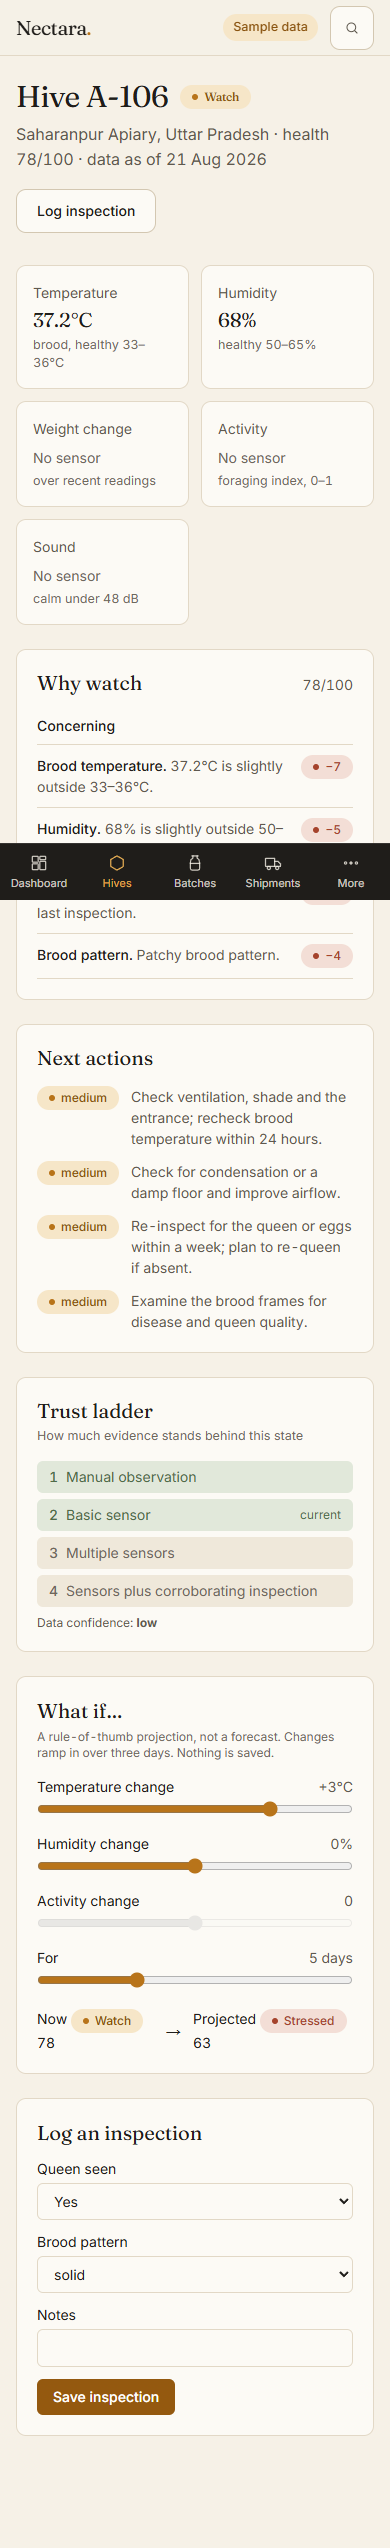 Nectara.
Sample data
Hive A-106
Watch
Saharanpur Apiary, Uttar Pradesh · health
78/100 · data as of 21 Aug 2026
Log inspection
Temperature
37.2°C
brood, healthy 33–
36°C
Humidity
68%
healthy 50–65%
Weight change
No sensor
over recent readings
Activity
No sensor
foraging index, 0–1
Sound
No sensor
calm under 48 dB
Why watch
78/100
Concerning
Brood temperature. 37.2°C is slightly
outside 33–36°C.
−7
Humidity. 68% is slightly outside 50–
−5
Dashboard
Hives
Batches
Shipments
More
last inspection.
Brood pattern. Patchy brood pattern.
−4
Next actions
medium
Check ventilation, shade and the
entrance; recheck brood
temperature within 24 hours.
medium
Check for condensation or a
damp floor and improve airflow.
medium
Re-inspect for the queen or eggs
within a week; plan to re-queen
if absent.
medium
Examine the brood frames for
disease and queen quality.
Trust ladder
How much evidence stands behind this state
1 Manual observation
2 Basic sensor
current
3 Multiple sensors
4 Sensors plus corroborating inspection
Data confidence: low
What if…
A rule-of-thumb projection, not a forecast. Changes
ramp in over three days. Nothing is saved.
Temperature change
+3°C
Humidity change
0%
Activity change
0
For
5 days
Now Watch
78
→
Projected Stressed
63
Log an inspection
Queen seen
Yes
Brood pattern
solid
Notes
Save inspection